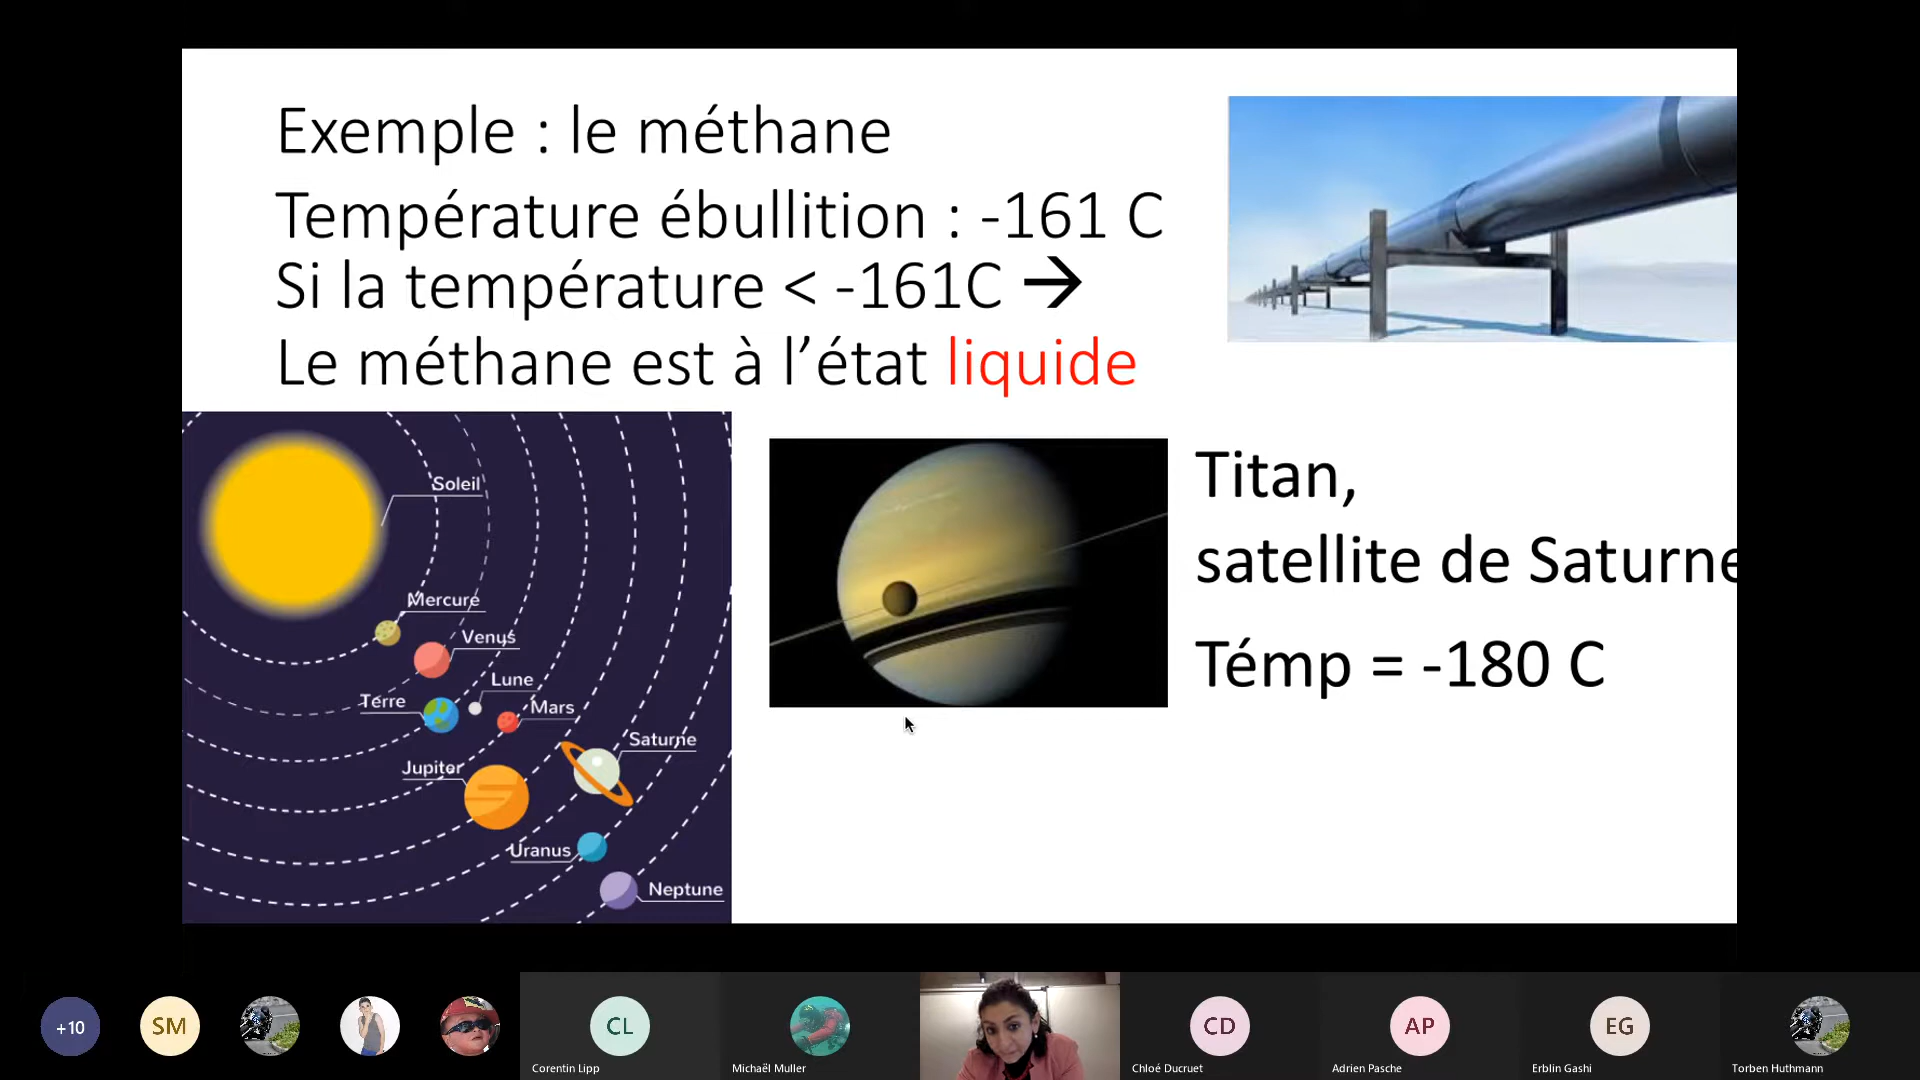 Exemple : le méthane
Température ébullition : -161 C
Si la température < -161C →
Le méthane est à l’état liquide
Soleil
Mercure
Venus
Lune
Terre
Mars
Saturne
Jupiter
Uranus
Neptune
Titan,
satellite de Saturne
Témp = -180 C
+10
SM
CL
CD
AP
EG
Corentin Lipp
Michaël Muller
Chloé Ducruet
Adrien Pasche
Erblin Gashi
Torben Huthmann